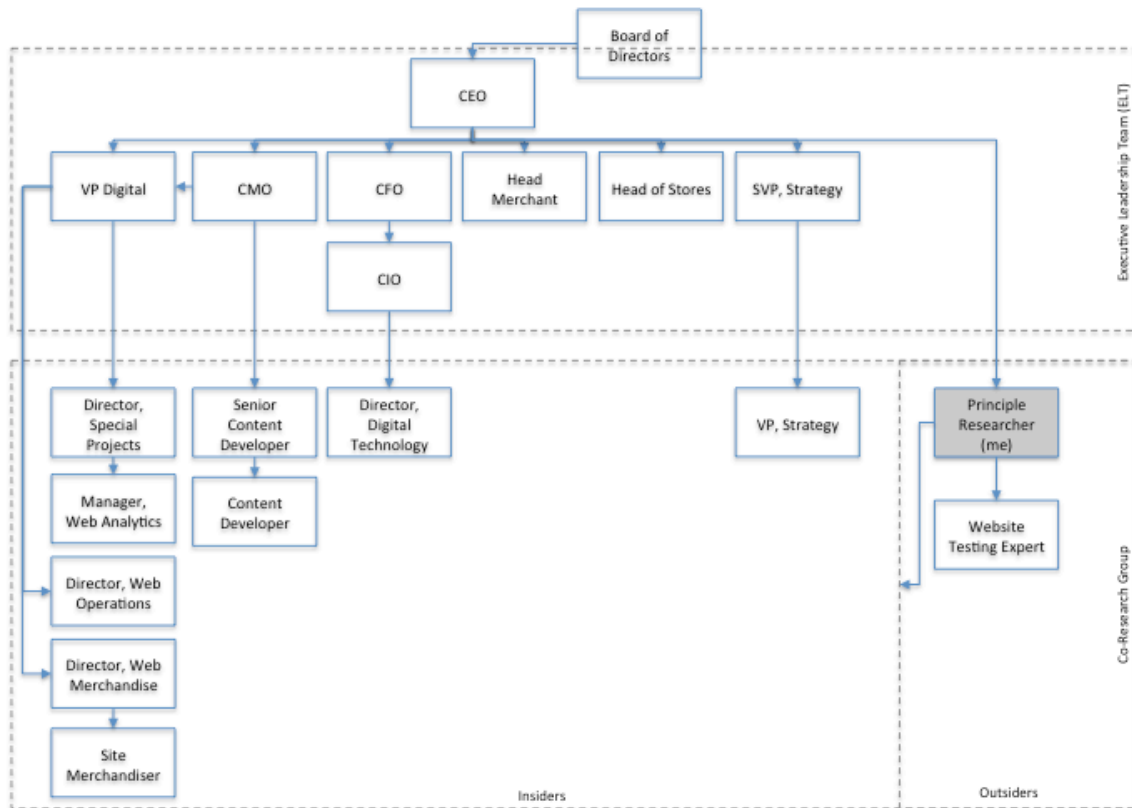 Board of
Directors
CEO
VP Digital
CMO
CFO
Head
Merchant
Head of Stores
SVP, Strategy
CIO
Executive Leadership Team (ELT)
Director,
Special
Projects
Senior
Content
Developer
Director,
Digital
Technology
VP, Strategy
Principle
Researcher
(me)
Manager,
Web Analytics
Content
Developer
Website
Testing Expert
Director, Web
Operations
Director, Web
Merchandise
Site
Merchandiser
Co-Research Group
Insiders
Outsiders